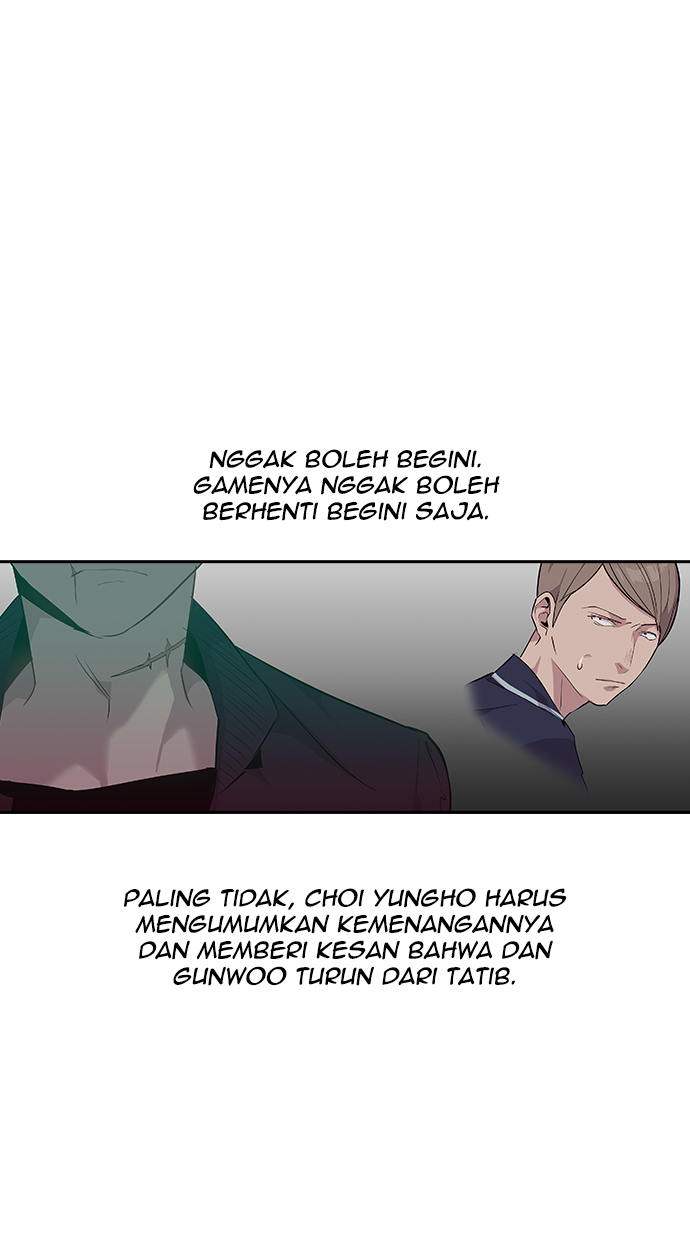 NGGAK BOLEH BEGINI.
GAMENYA NGGAK BOLEH
BERHENTI BEGINI SAJA.
PALING TIDAK, CHOI YUNGHO HARUS
MENGUMUMKAN KEMENANGANNYA
DAN MEMBERI KESAN BAHWA DAN
GUNWOO TURUN DARI TATIB.